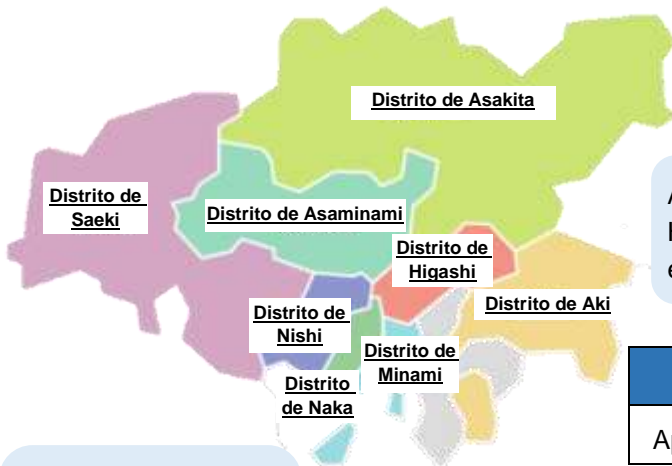 Distrito de Asakita
Distrito de
Saeki
Distrito de Asaminami
Distrito de
Higashi
Distrito de Aki
Distrito de
Nishi
Distrito de
Minami
Distrito
de Naka